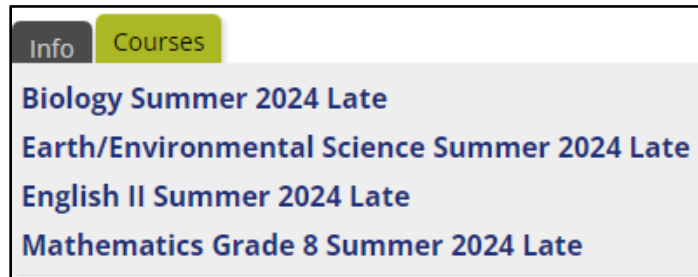 Info Courses
Biology Summer 2024 Late
Earth/Environmental Science Summer 2024 Late
English II Summer 2024 Late
Mathematics Grade 8 Summer 2024 Late